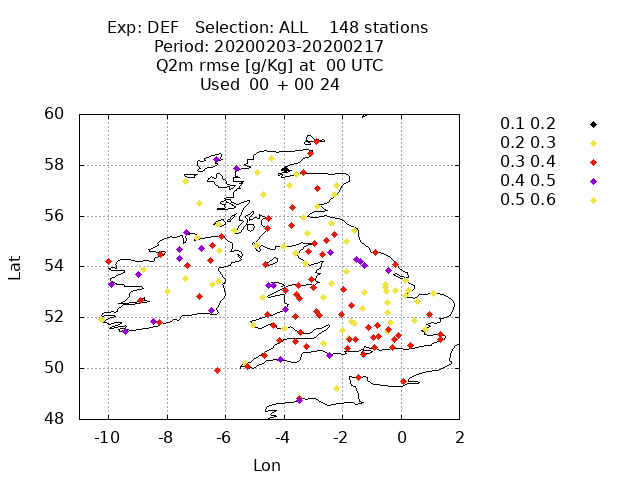 Exp: DEF Selection: ALL 148 stations
Period: 20200203-20200217
Q2m rmse [g/Kg] at 00 UTC
Used 00 + 00 24
60
58
56
54
52
50
48
-10 -8 -6 -4 -2 0 2
Lat
Lon
0.1 0.2
0.2 0.3
0.3 0.4
0.4 0.5
0.5 0.6